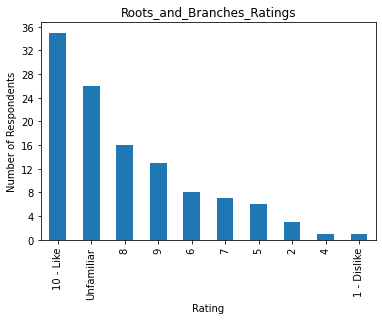 Roots_and_Branches_Ratings
Number of Respondents
36
32
28
24
20
16
12
8
4
0
10 - Like
Unfamiliar
8
9
6
7
5
2
4
1 - Dislike
Rating